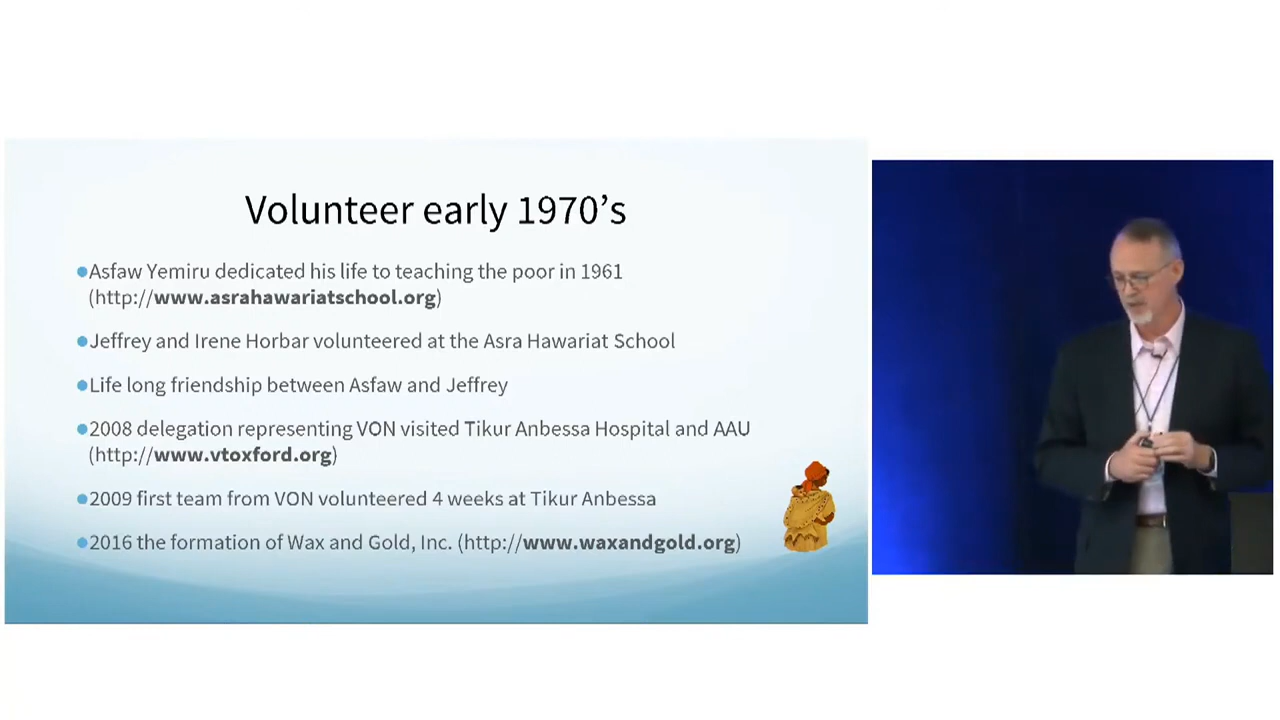 Volunteer early 1970’s
Asfaw Yemiru dedicated his life to teaching the poor in 1961
(http://www.asrahawariatschool.org)
Jeffrey and Irene Horbar volunteered at the Asra Hawariat School
Life long friendship between Asfaw and Jeffrey
2008 delegation representing VON visited Tikur Anbessa Hospital and AAU
(http://www.vtoxford.org)
2009 first team from VON volunteered 4 weeks at Tikur Anbessa
2016 the formation of Wax and Gold, Inc. (http://www.waxandgold.org)